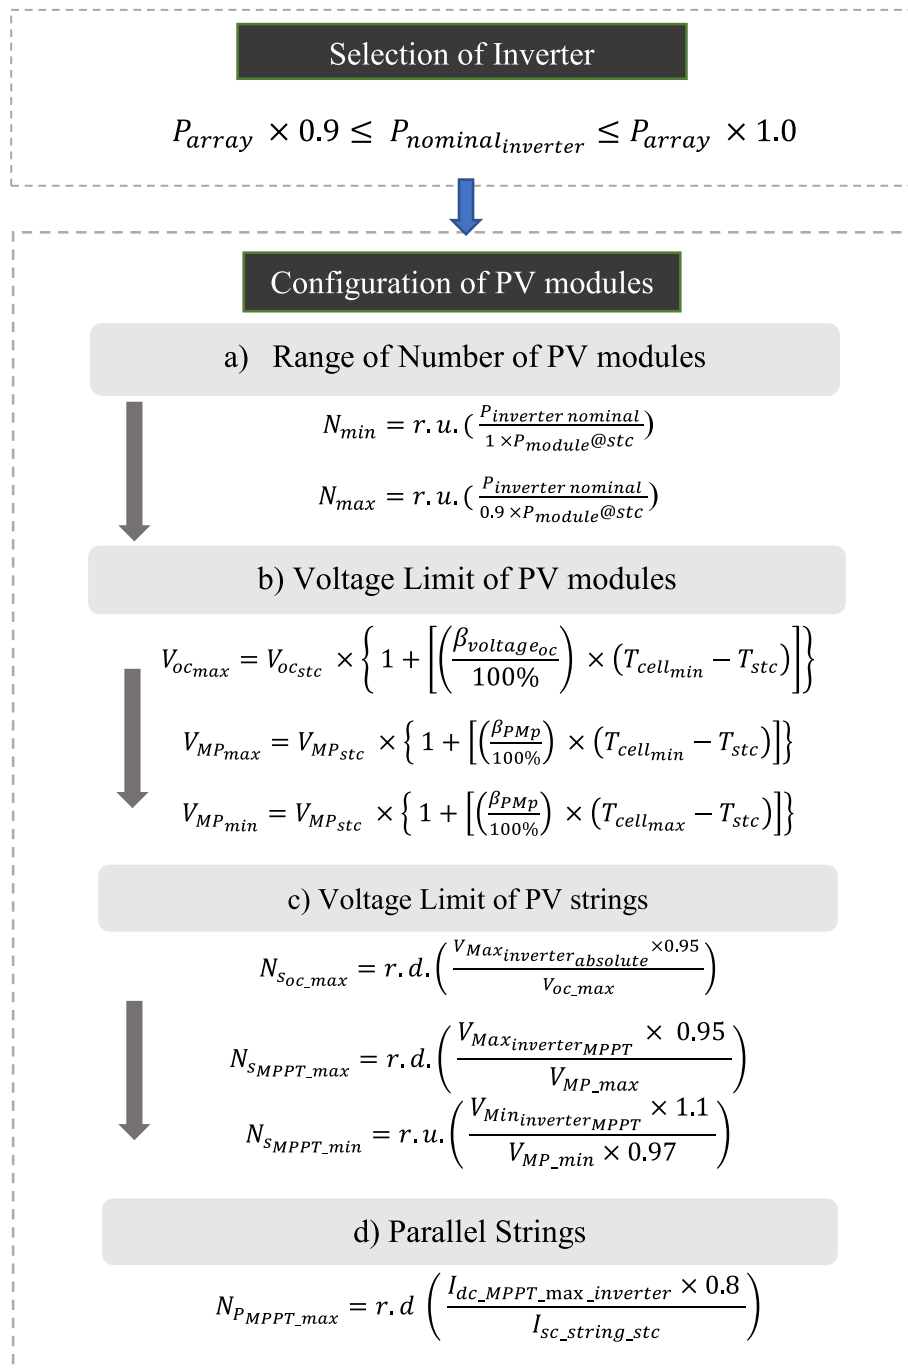 Selection of Inverter
P_array × 0.9 ≤ P_nominal_inverter ≤ P_array × 1.0
Configuration of PV modules
a) Range of Number of PV modules
N_min = r.u.(P_inverter nominal / 1 × P_module@stc)
N_max = r.u.(P_inverter nominal / 0.9 × P_module@stc)
b) Voltage Limit of PV modules
V_oc_max = V_oc_stc × { 1 + [(β_voltage_oc / 100%) × (T_cell_min − T_stc)]}
V_MP_max = V_MP_stc × { 1 + [(β_PMp / 100%) × (T_cell_min − T_stc)]}
V_MP_min = V_MP_stc × { 1 + [(β_PMp / 100%) × (T_cell_max − T_stc)]}
c) Voltage Limit of PV strings
N_s_oc_max = r.d.(V_Max_inverter_absolute × 0.95 / V_oc_max)
N_s_MPPT_max = r.d.(V_Max_inverter_MPPT × 0.95 / V_MP_max)
N_s_MPPT_min = r.u.(V_Min_inverter_MPPT × 1.1 / V_MP_min × 0.97)
d) Parallel Strings
N_P_MPPT_max = r.d (I_dc_MPPT_max_inverter × 0.8 / I_sc_string_stc)